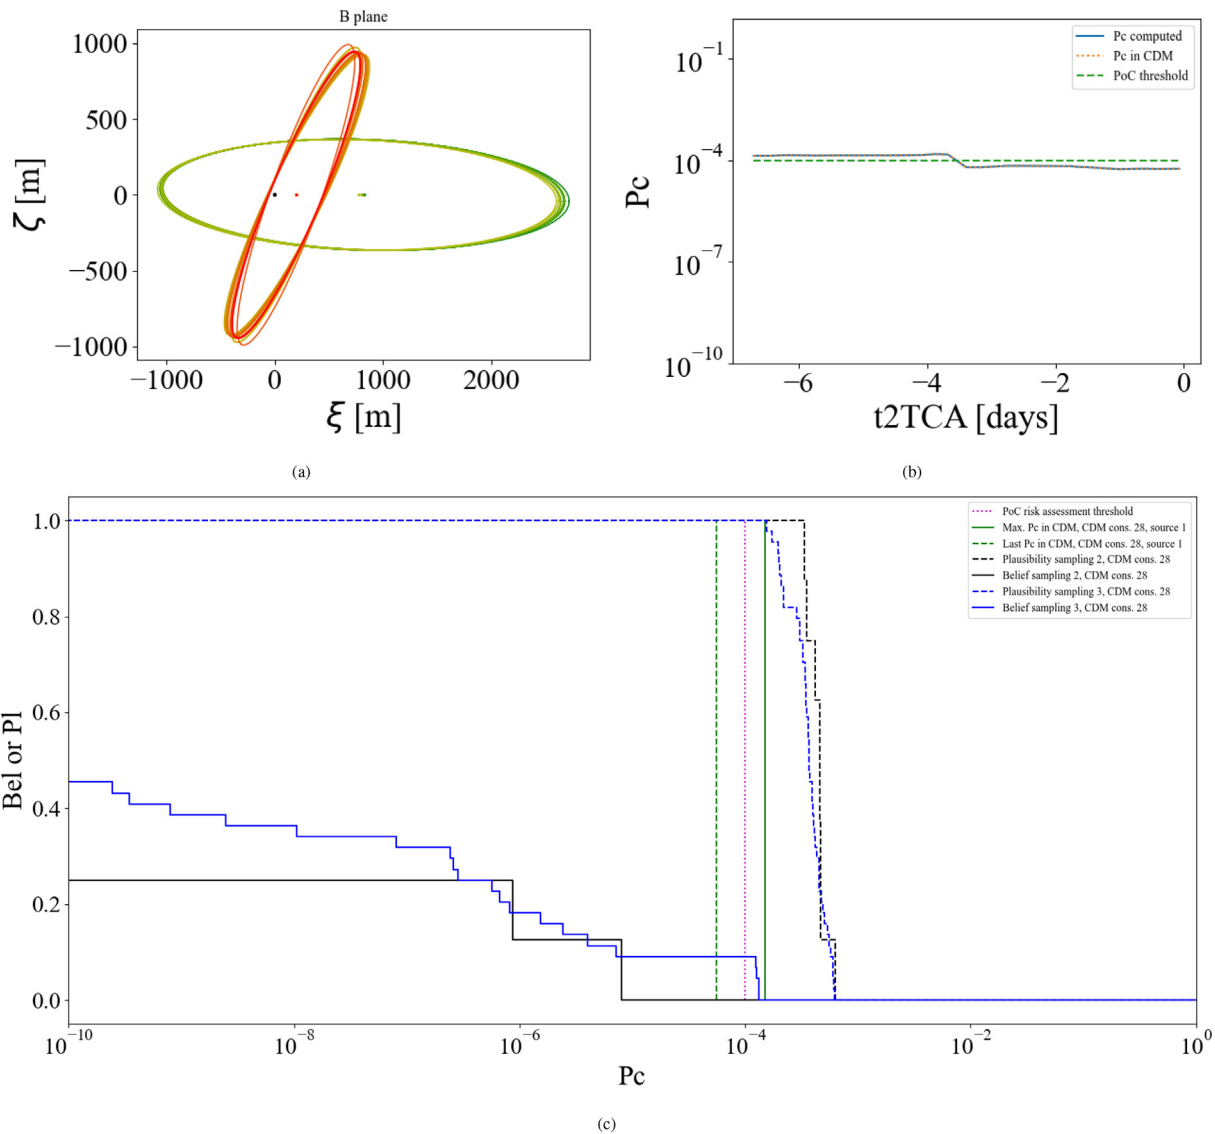 B plane
1000
500
0
−500
−1000
ζ [m]
−1000 0 1000 2000
ξ [m]
(a)
Pc computed
Pc in CDM
PoC threshold
10−1
10−4
10−7
10−10
Pc
−6 −4 −2 0
t2TCA [days]
(b)
PoC risk assessment threshold
Max. Pc in CDM, CDM cons. 28, source 1
Last Pc in CDM, CDM cons. 28, source 1
Plausibility sampling 2, CDM cons. 28
Belief sampling 2, CDM cons. 28
Plausibility sampling 3, CDM cons. 28
Belief sampling 3, CDM cons. 28
1.0
0.8
0.6
0.4
0.2
0.0
Bel or Pl
10−10 10−8 10−6 10−4 10−2 100
Pc
(c)